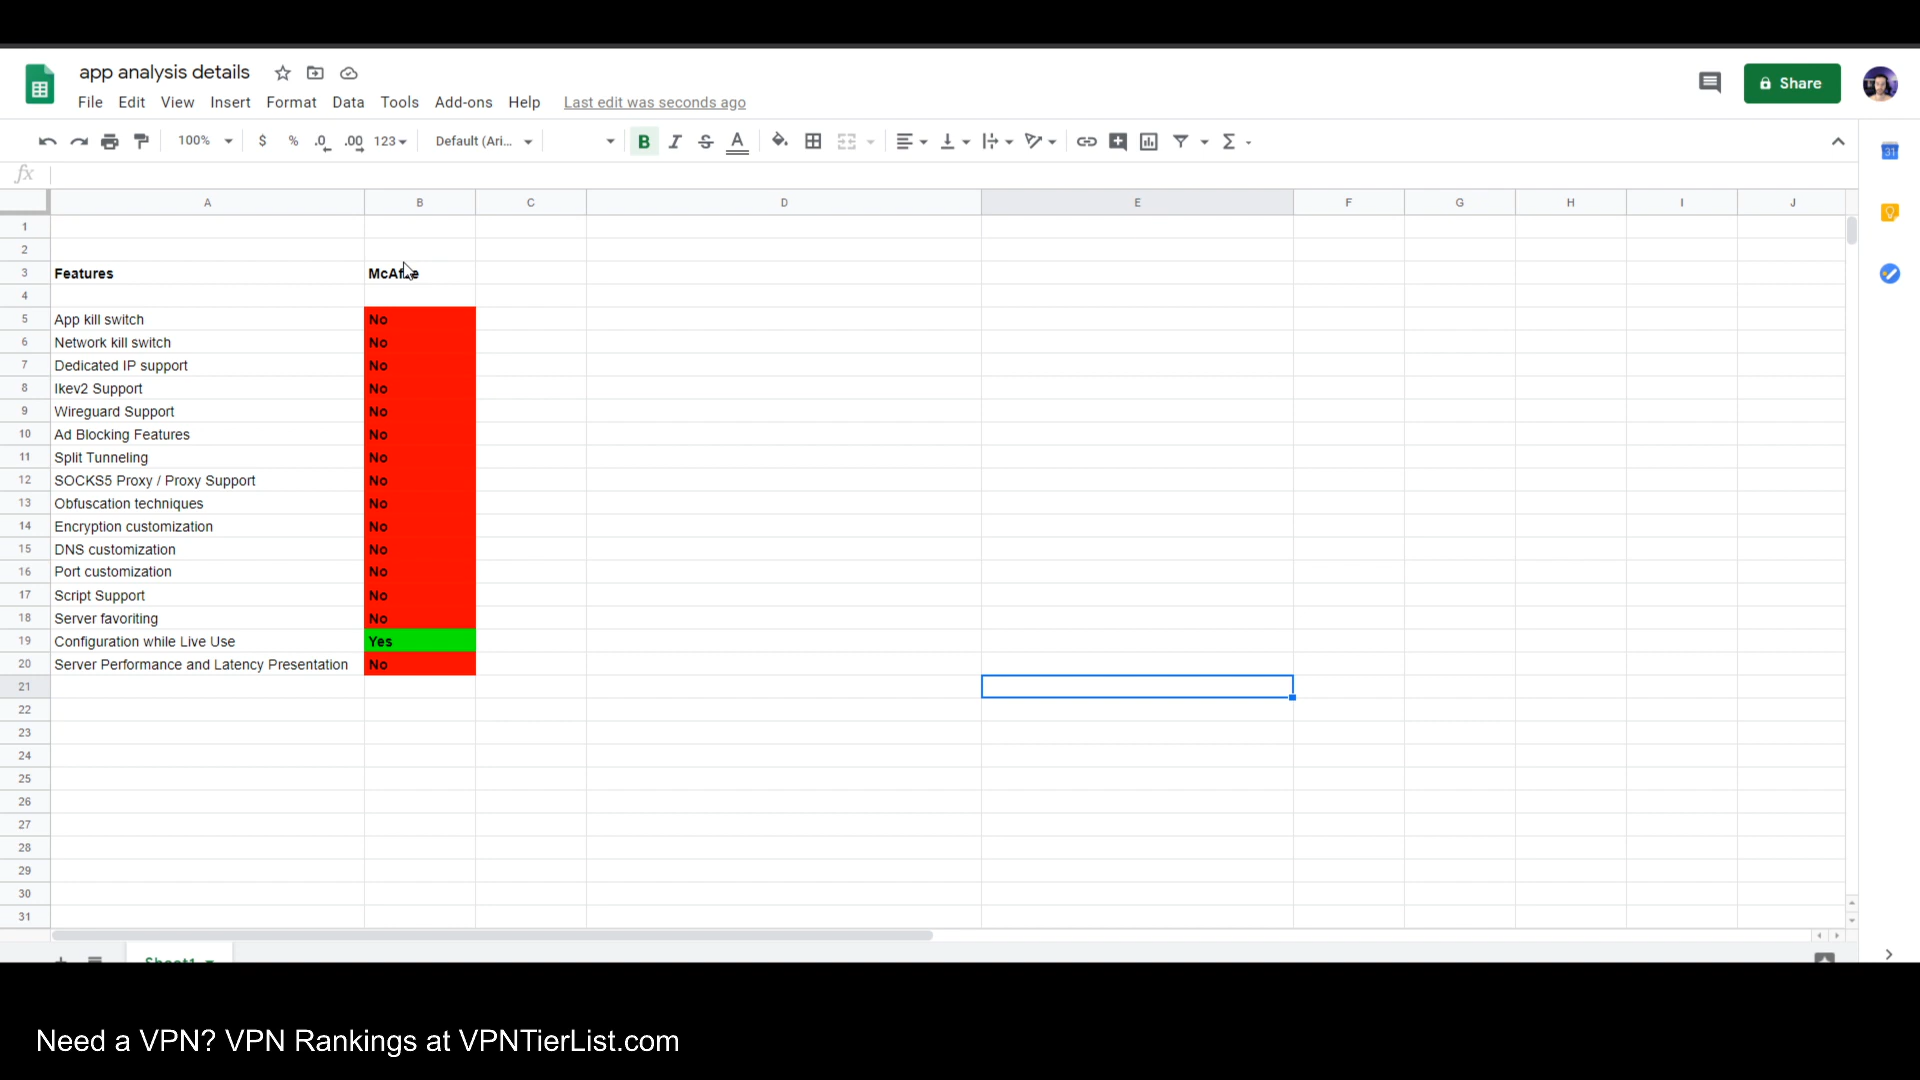 app analysis details
File Edit View Insert Format Data Tools Add-ons Help Last edit was seconds ago
Share
100% $ % .0 .00 123 Default (Ari... B I S A
31
fx
A B C D E F G H I J
1
2
3 Features McAfee
4
5 App kill switch No
6 Network kill switch No
7 Dedicated IP support No
8 Ikev2 Support No
9 Wireguard Support No
10 Ad Blocking Features No
11 Split Tunneling No
12 SOCKS5 Proxy / Proxy Support No
13 Obfuscation techniques No
14 Encryption customization No
15 DNS customization No
16 Port customization No
17 Script Support No
18 Server favoriting No
19 Configuration while Live Use Yes
20 Server Performance and Latency Presentation No
21
22
23
24
25
26
27
28
29
30
31
Sheet1
Need a VPN? VPN Rankings at VPNTierList.com